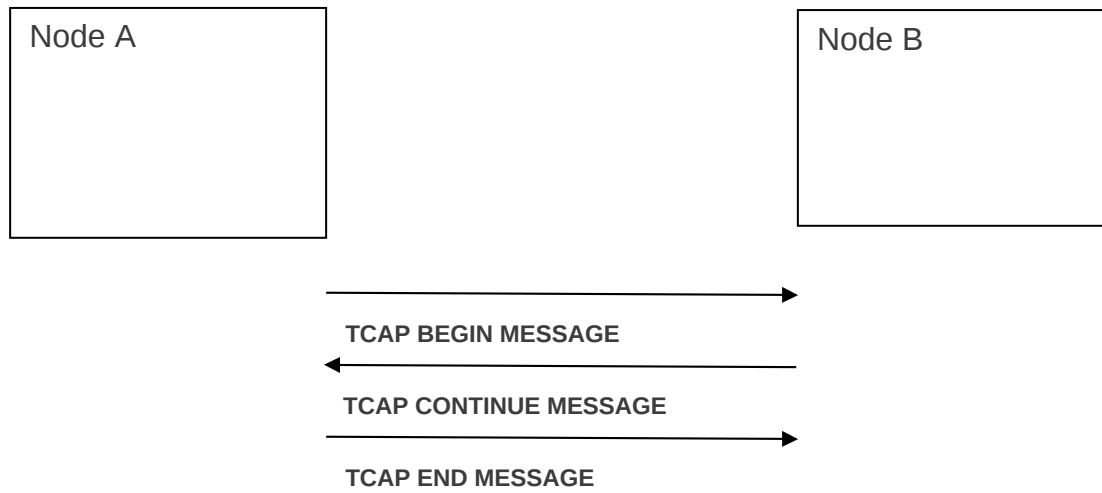 Node A
Node B
TCAP BEGIN MESSAGE
TCAP CONTINUE MESSAGE
TCAP END MESSAGE